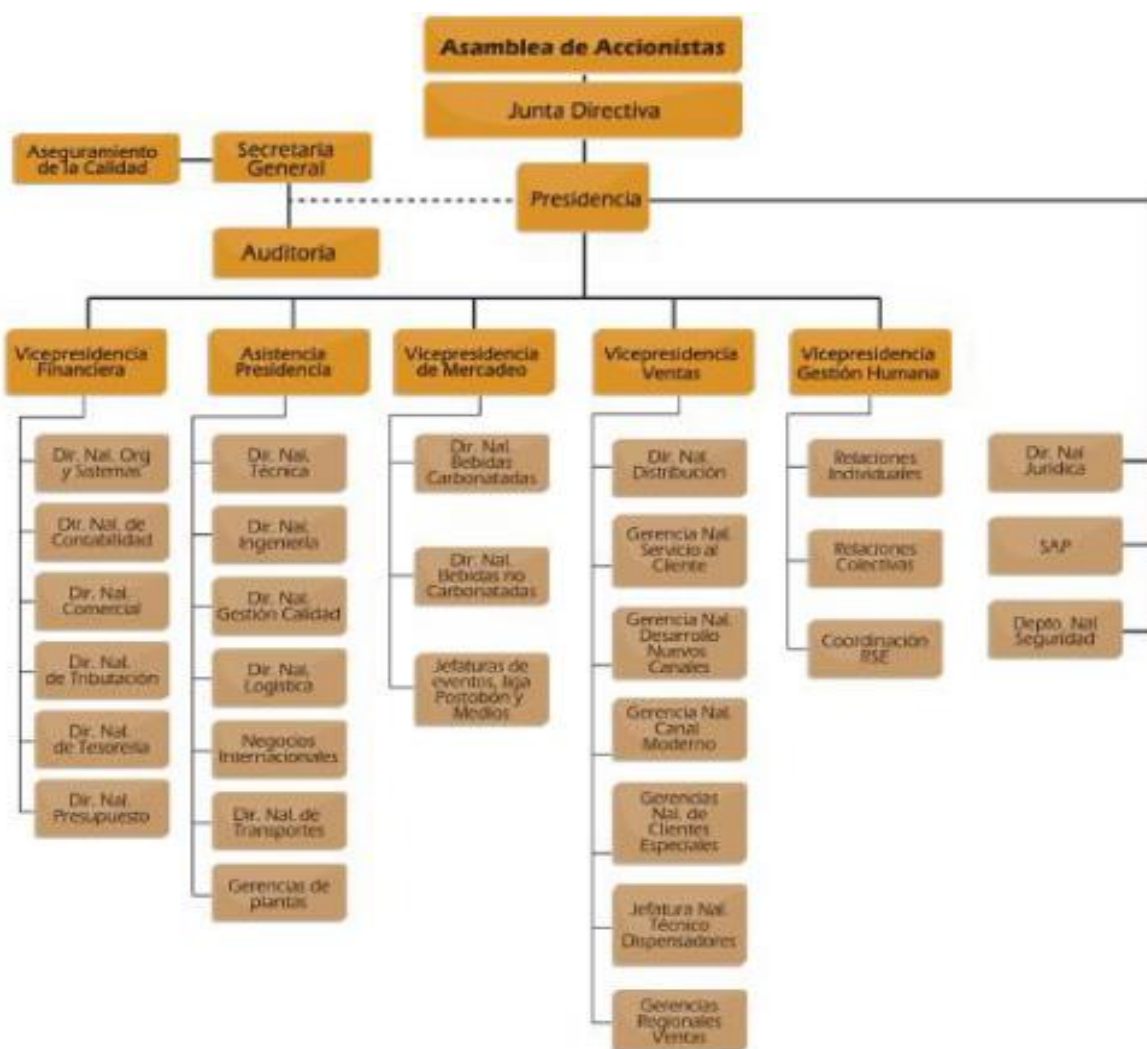 Asamblea de Accionistas
Junta Directiva
Aseguramiento
de la Calidad
Secretaria
General
Presidencia
Auditoria
Vicepresidencia
Financiera
Asistencia
Presidencia
Vicepresidencia
de Mercadeo
Vicepresidencia
Ventas
Vicepresidencia
Gestión Humana
Dir. Nal. Org
y Sistemas
Dir. Nal. de
Contabilidad
Dir. Nal.
Comercial
Dir. Nal.
de Tributación
Dir. Nal.
de Tesoreria
Dir. Nal.
Presupuesto
Dir. Nal.
Técnica
Dir. Nal.
Ingeniería
Dir. Nal.
Gestión Calidad
Dir. Nal.
Logística
Negocios
Internacionales
Dir. Nal. de
Transportes
Gerencias de
plantas
Dir. Nal.
Bebidas
Carbonatadas
Dir. Nal.
Bebidas no
Carbonatadas
Jefaturas de
eventos, liga
Postobón y
Medios
Dir. Nal.
Distribución
Gerencia Nal.
Servicio al
Cliente
Gerencia Nal.
Desarrollo
Nuevos
Canales
Gerencia Nal.
Canal
Moderno
Gerencias
Nal. de
Clientes
Especiales
Jefatura Nal.
Técnico
Dispensadores
Gerencias
Regionales
Ventas
Relaciones
Individuales
Relaciones
Colectivas
Coordinación
RSE
Dir. Nal
Jurídica
SAP
Depto. Nal
Seguridad